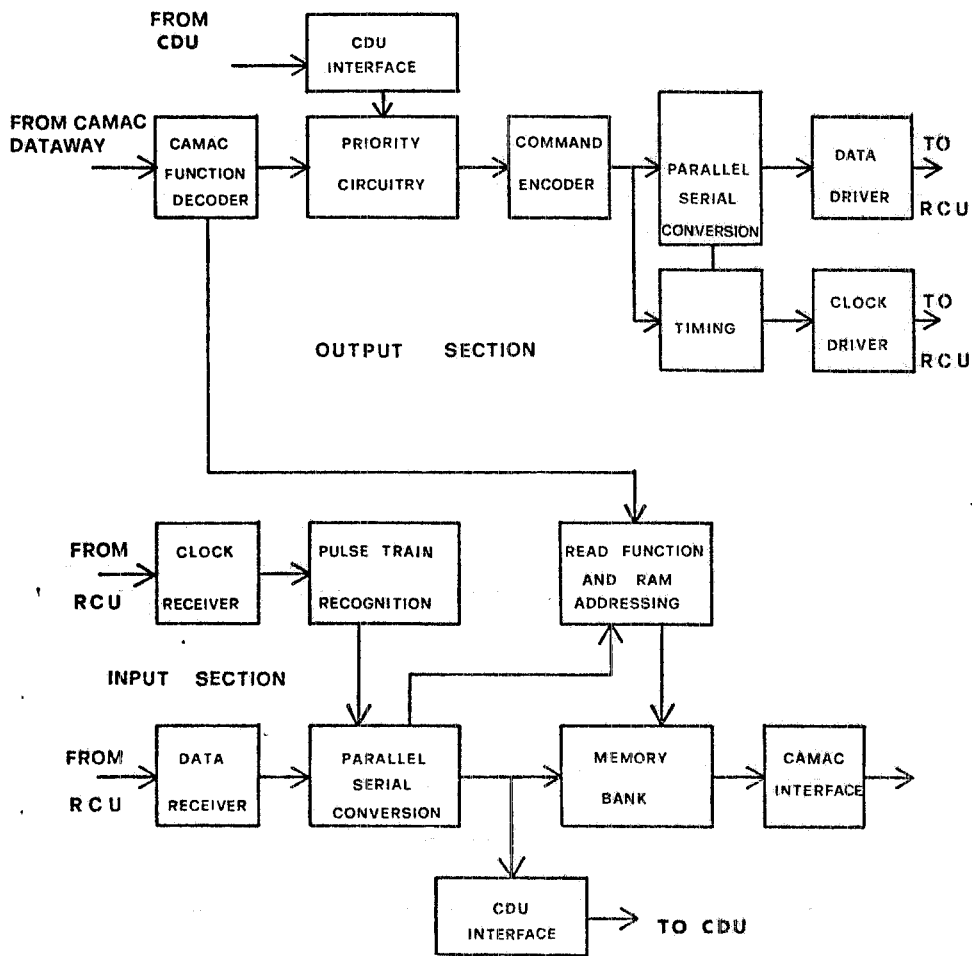 FROM
CDU
CDU
INTERFACE
FROM CAMAC
DATAWAY
CAMAC
FUNCTION
DECODER
PRIORITY
CIRCUITRY
COMMAND
ENCODER
PARALLEL
SERIAL
CONVERSION
DATA
DRIVER
TO
RCU
TIMING
CLOCK
DRIVER
TO
RCU
OUTPUT SECTION
FROM
RCU
CLOCK
RECEIVER
PULSE TRAIN
RECOGNITION
READ FUNCTION
AND RAM
ADDRESSING
INPUT SECTION
FROM
RCU
DATA
RECEIVER
PARALLEL
SERIAL
CONVERSION
MEMORY
BANK
CAMAC
INTERFACE
CDU
INTERFACE
TO CDU